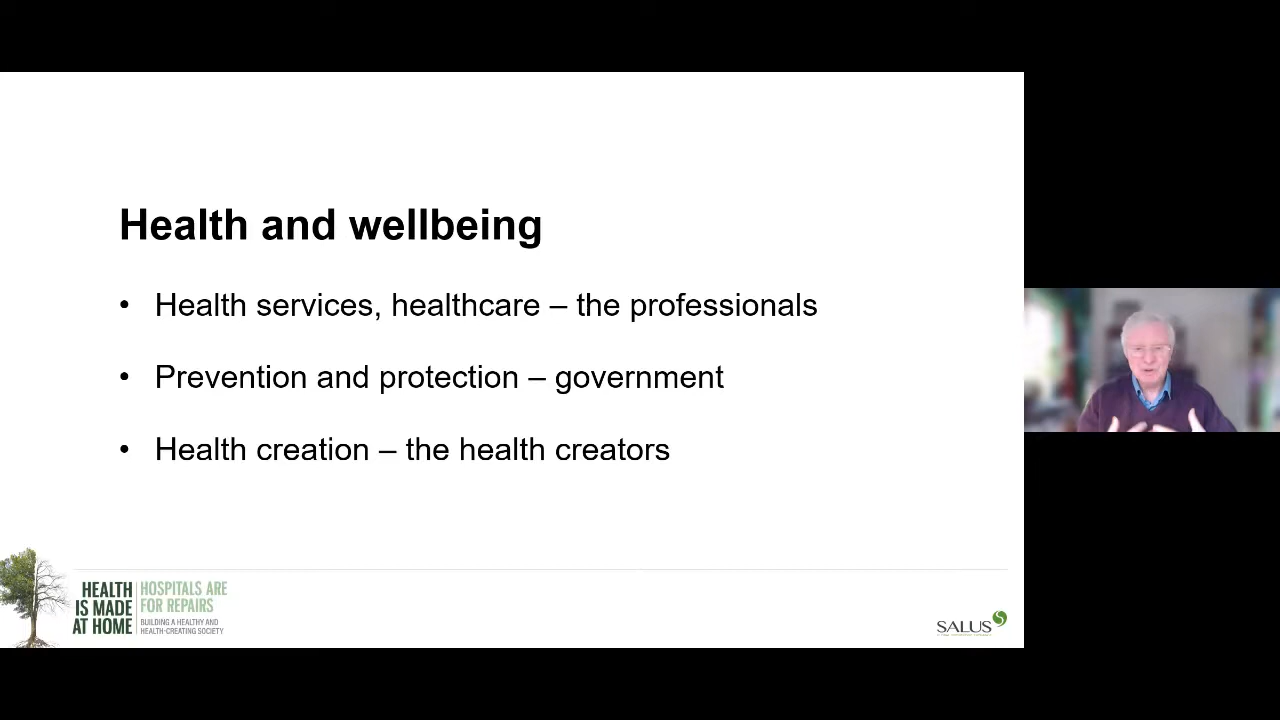 Health and wellbeing
• Health services, healthcare – the professionals
• Prevention and protection – government
• Health creation – the health creators
HEALTH
IS MADE
AT HOME
HOSPITALS ARE
FOR REPAIRS
BUILDING A HEALTHY AND
HEALTH-CREATING SOCIETY
SALUS